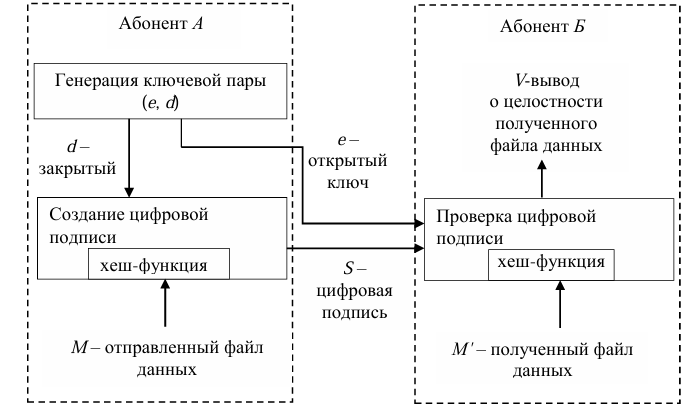 Абонент А
Генерация ключевой пары
(e, d)
d –
закрытый
Создание цифровой
подписи
хеш-функция
M – отправленный файл
данных
e –
открытый
ключ
S –
цифровая
подпись
Абонент Б
V-вывод
о целостности
полученного
файла данных
Проверка цифровой
подписи
хеш-функция
M' – полученный файл
данных